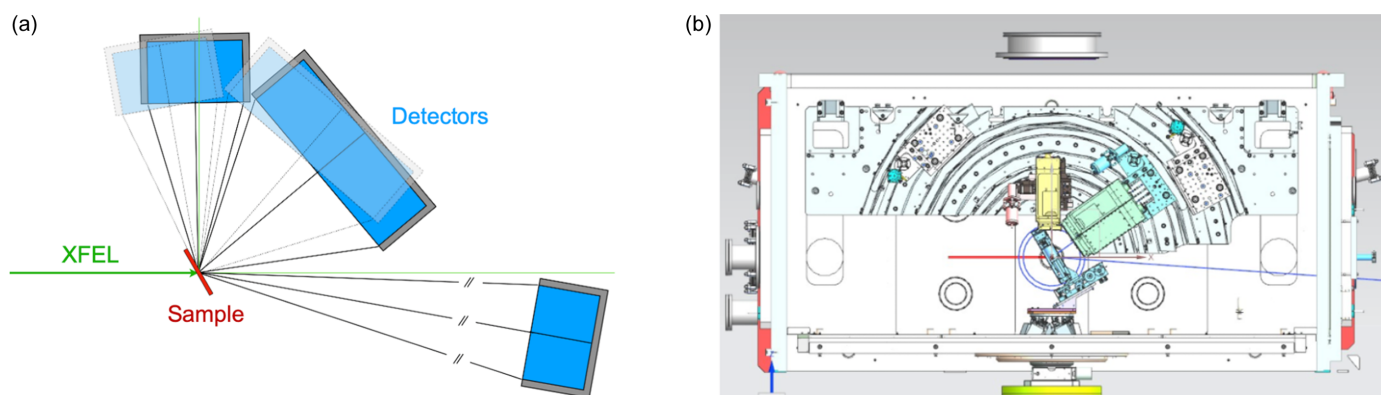 (a)
Detectors
XFEL
Sample
//
//
//
(b)
X